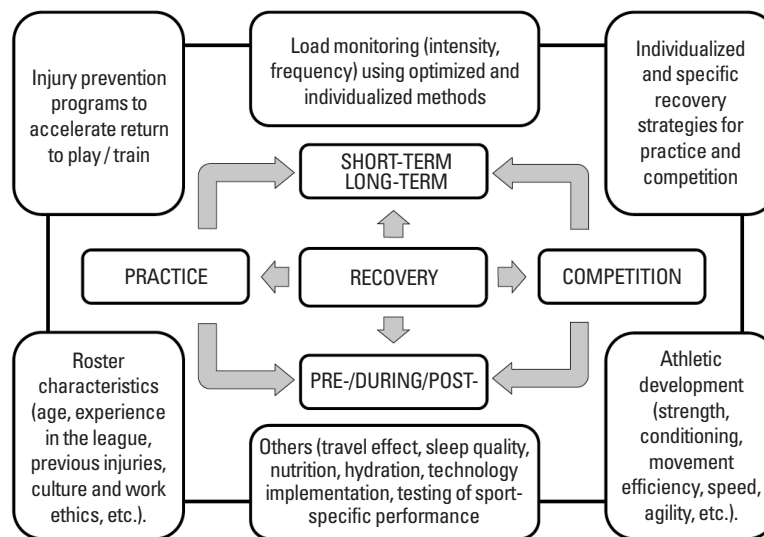 Injury prevention
programs to
accelerate return
to play / train
Load monitoring (intensity,
frequency) using optimized and
individualized methods
Individualized
and specific
recovery
strategies for
practice and
competition
SHORT-TERM
LONG-TERM
PRACTICE
RECOVERY
COMPETITION
PRE-/DURING/POST-
Roster
characteristics
(age, experience
in the league,
previous injuries,
culture and work
ethics, etc.).
Others (travel effect, sleep quality,
nutrition, hydration, technology
implementation, testing of sport-
specific performance
Athletic
development
(strength,
conditioning,
movement
efficiency, speed,
agility, etc.).